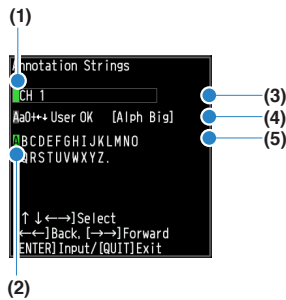 (1)
Annotation Strings
CH 1
(3)
Aa0!←↲ User OK [Alph Big]
(4)
ABCDEFGHIJKLMNO
(5)
QRSTUVWXYZ.
↑↓←→]Select
←←]Back, [→→]Forward
ENTER]Input/[QUIT]Exit
(2)